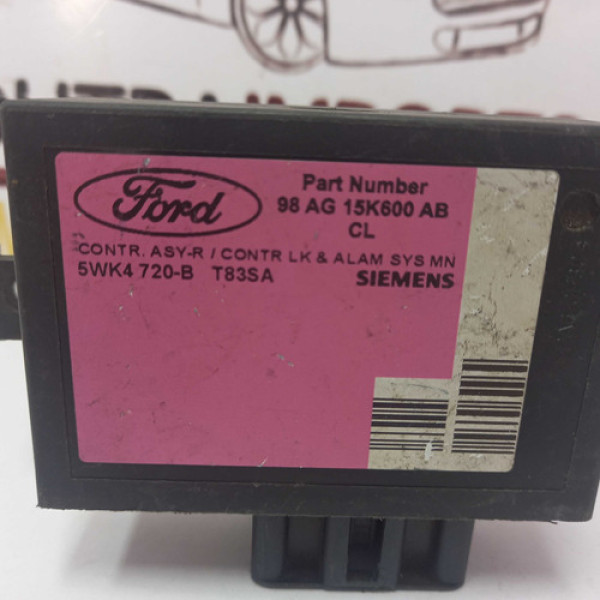 Ford
Part Number
98 AG 15K600 AB
CL
CONTR. ASY-R / CONTR LK & ALAM SYS MN
5WK4 720-B T83SA
SIEMENS